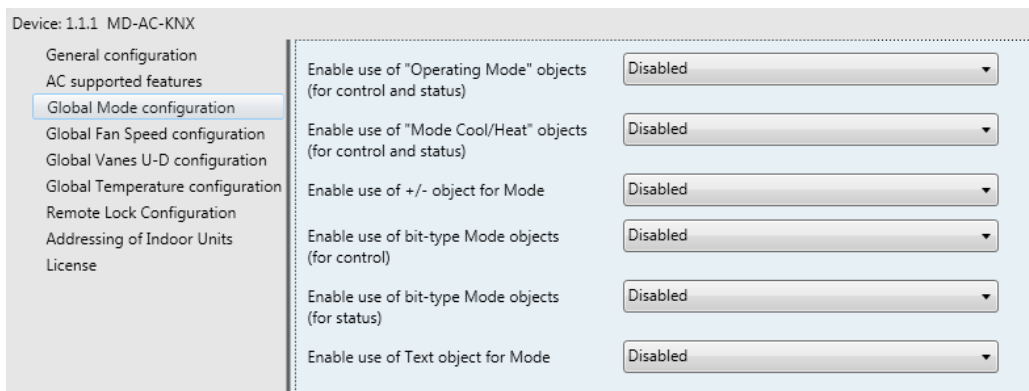 Device: 1.1.1 MD-AC-KNX
General configuration
AC supported features
Global Mode configuration
Global Fan Speed configuration
Global Vanes U-D configuration
Global Temperature configuration
Remote Lock Configuration
Addressing of Indoor Units
License
Enable use of "Operating Mode" objects
(for control and status)
Disabled
Enable use of "Mode Cool/Heat" objects
(for control and status)
Disabled
Enable use of +/- object for Mode
Disabled
Enable use of bit-type Mode objects
(for control)
Disabled
Enable use of bit-type Mode objects
(for status)
Disabled
Enable use of Text object for Mode
Disabled